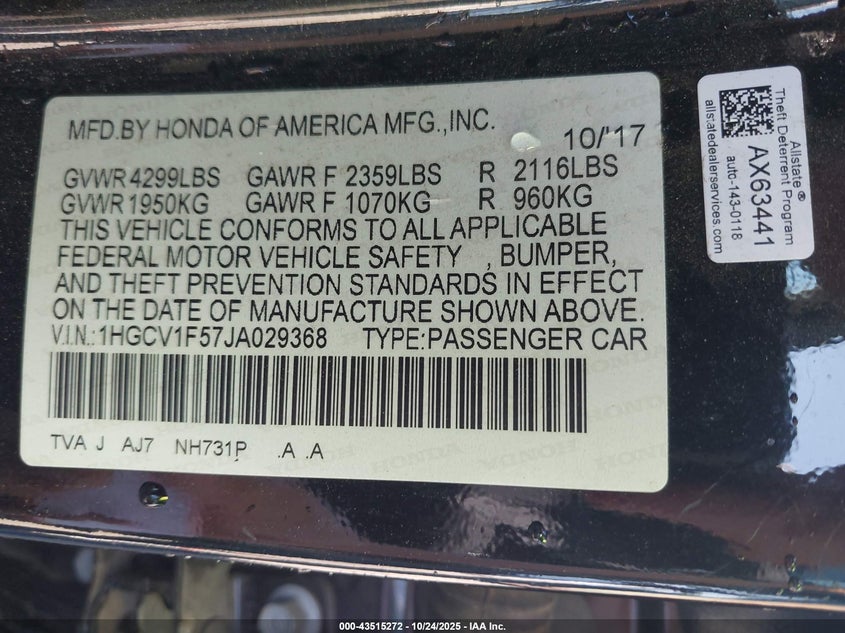 MFD.BY HONDA OF AMERICA MFG.,INC. 10/'17
GVWR 4299LBS GAWR F 2359LBS R 2116LBS
GVWR 1950KG GAWR F 1070KG R 960KG
THIS VEHICLE CONFORMS TO ALL APPLICABLE
FEDERAL MOTOR VEHICLE SAFETY , BUMPER,
AND THEFT PREVENTION STANDARDS IN EFFECT
ON THE DATE OF MANUFACTURE SHOWN ABOVE.
V.I.N.:1HGCV1F57JA029368 TYPE:PASSENGER CAR
TVA J AJ7 NH731P .A .A
Allstate®
Theft Deterrent Program
AX63441
auto-143-0118
allstatedealerservices.com
000-43515272 - 10/24/2025 - IAA Inc.